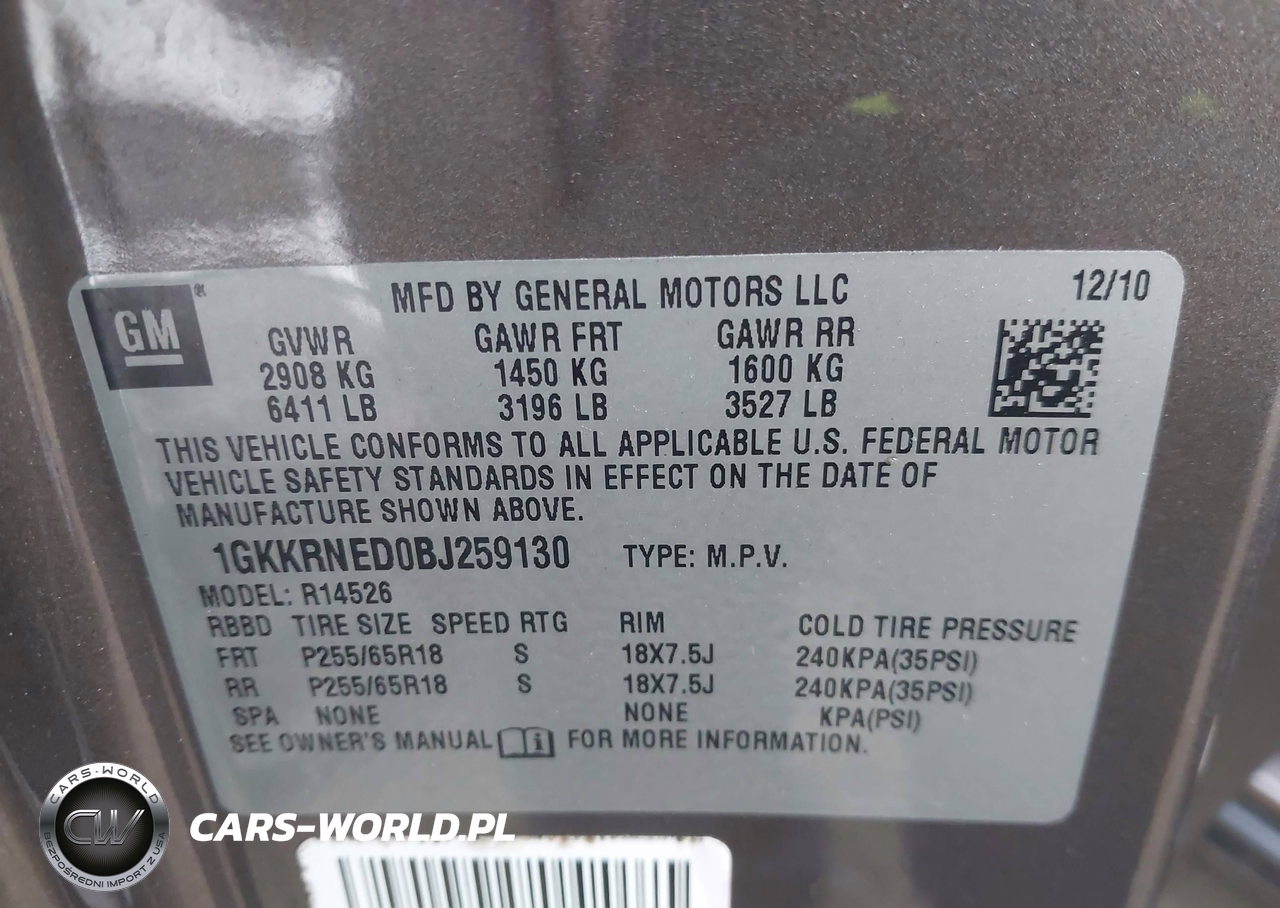 GM®
MFD BY GENERAL MOTORS LLC
12/10
GVWR GAWR FRT GAWR RR
2908 KG 1450 KG 1600 KG
6411 LB 3196 LB 3527 LB
THIS VEHICLE CONFORMS TO ALL APPLICABLE U.S. FEDERAL MOTOR
VEHICLE SAFETY STANDARDS IN EFFECT ON THE DATE OF
MANUFACTURE SHOWN ABOVE.
1GKKRNED0BJ259130 TYPE: M.P.V.
MODEL: R14526
RBBD TIRE SIZE SPEED RTG RIM COLD TIRE PRESSURE
FRT P255/65R18 S 18X7.5J 240KPA(35PSI)
RR P255/65R18 S 18X7.5J 240KPA(35PSI)
SPA NONE NONE KPA(PSI)
SEE OWNER'S MANUAL i FOR MORE INFORMATION.
CARS-WORLD
CW
BEZPOŚREDNI IMPORT Z USA
CARS-WORLD.PL